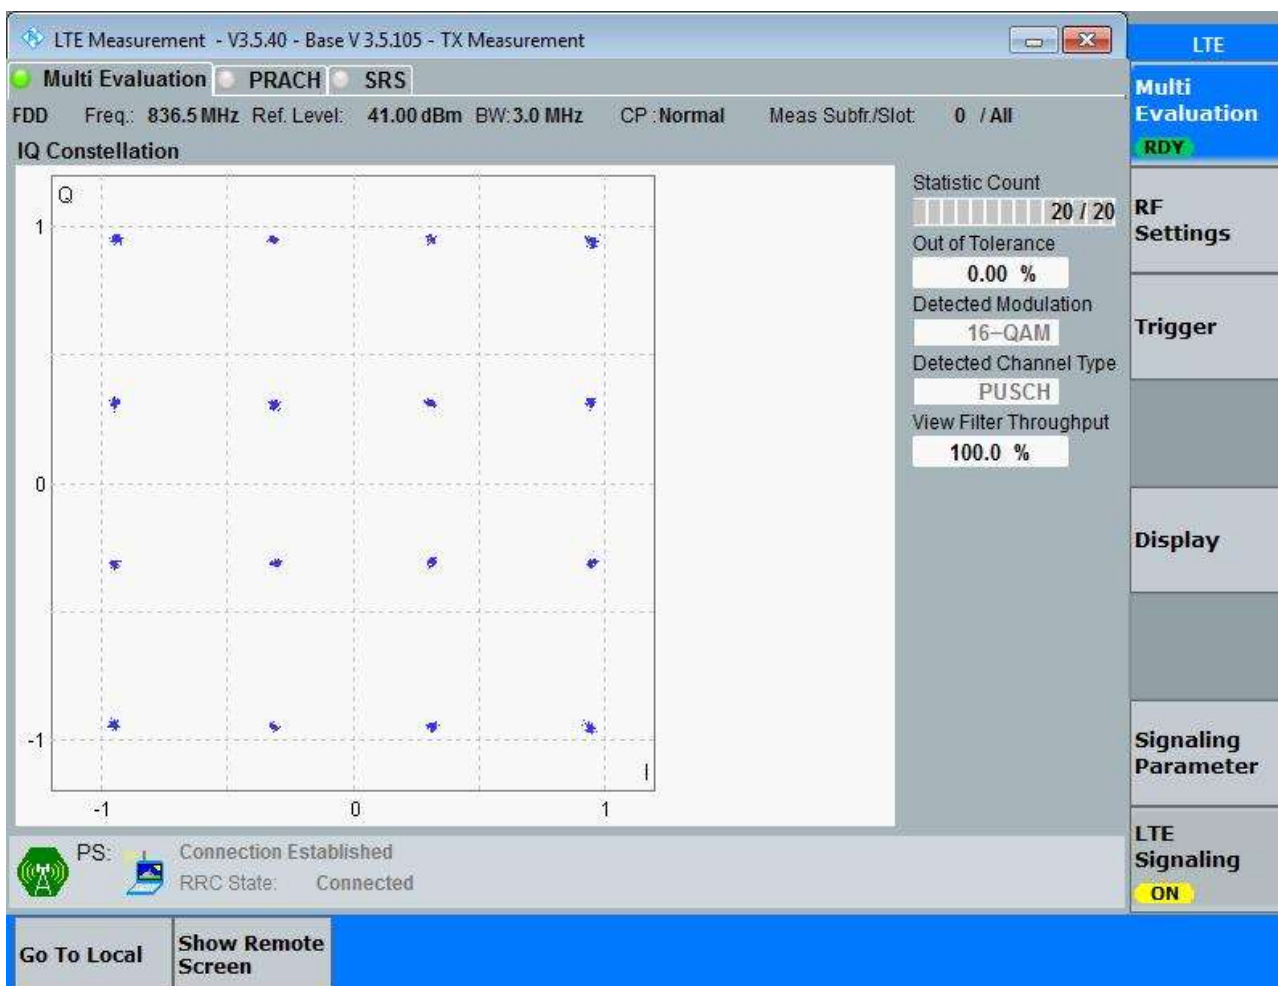 LTE Measurement - V3.5.40 - Base V 3.5.105 - TX Measurement
LTE
Multi Evaluation PRACH SRS
FDD Freq.: 836.5 MHz Ref. Level: 41.00 dBm BW: 3.0 MHz CP : Normal Meas Subfr./Slot: 0 / All
IQ Constellation
Q
1
0
-1
I
-1 0 1
Statistic Count
20 / 20
Out of Tolerance
0.00 %
Detected Modulation
16-QAM
Detected Channel Type
PUSCH
View Filter Throughput
100.0 %
Multi
Evaluation
RDY
RF
Settings
Trigger
Display
Signaling
Parameter
LTE
Signaling
ON
PS: Connection Established
RRC State: Connected
Go To Local
Show Remote
Screen